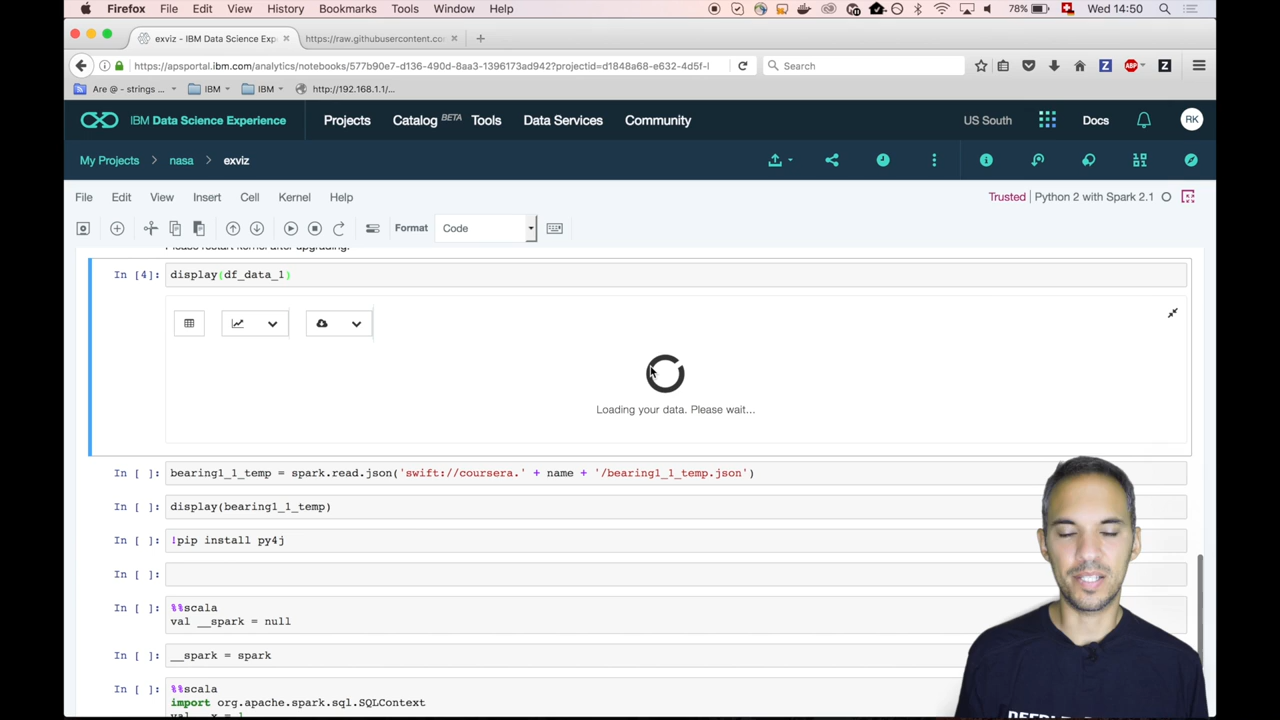 Firefox File Edit View History Bookmarks Tools Window Help 78% Wed 14:50
exviz - IBM Data Science Exp
https://raw.githubusercontent.co
https://apsportal.ibm.com/analytics/notebooks/577b90e7-d136-490d-8aa3-1396173ad942?projectid=d1848a68-e632-4d5f-l
Search
Are @ - strings ...
IBM
IBM
http://192.168.1.1/...
IBM Data Science Experience Projects Catalog BETA Tools Data Services Community US South Docs RK
My Projects > nasa > exviz
File Edit View Insert Cell Kernel Help Trusted Python 2 with Spark 2.1
Format Code
Please restart kernel after upgrading.
In [4]: display(df_data_1)
Loading your data. Please wait...
In [ ]: bearing1_1_temp = spark.read.json('swift://coursera.' + name + '/bearing1_1_temp.json')
In [ ]: display(bearing1_1_temp)
In [ ]: !pip install py4j
In [ ]:
In [ ]: %%scala
val __spark = null
In [ ]: __spark = spark
In [ ]: %%scala
import org.apache.spark.sql.SQLContext